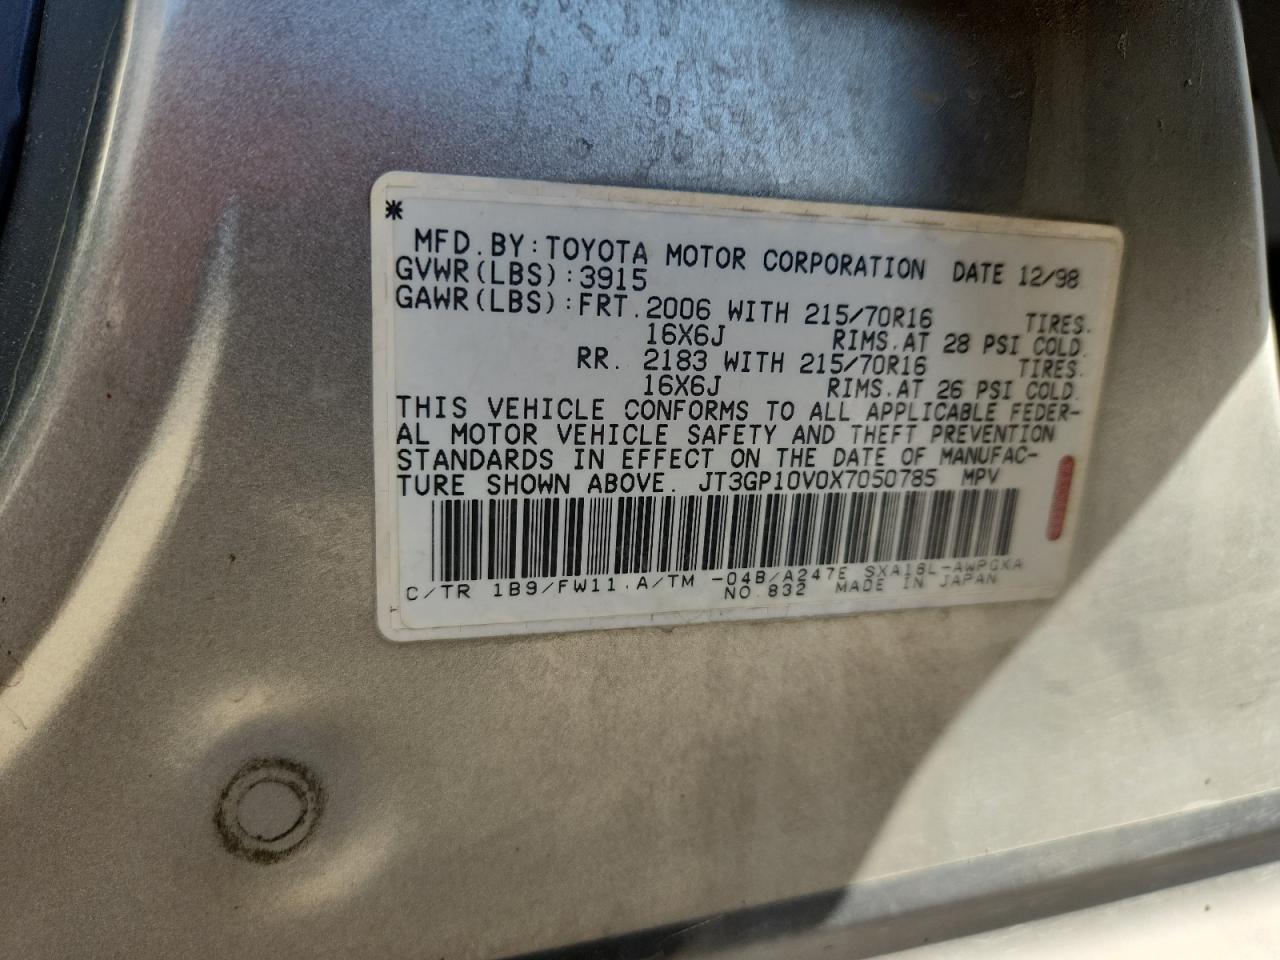 *
MFD. BY: TOYOTA MOTOR CORPORATION DATE 12/98
GVWR(LBS): 3915
GAWR(LBS): FRT. 2006 WITH 215/70R16 TIRES.
16X6J RIMS. AT 28 PSI COLD.
RR. 2183 WITH 215/70R16 TIRES.
16X6J RIMS. AT 26 PSI COLD.
THIS VEHICLE CONFORMS TO ALL APPLICABLE FEDER-
AL MOTOR VEHICLE SAFETY AND THEFT PREVENTION
STANDARDS IN EFFECT ON THE DATE OF MANUFAC-
TURE SHOWN ABOVE. JT3GP10V0X7050785 MPV
C/TR 1B9/FW11. A/TM -04B/A247E SXA16L-AWPGKA
NO. 832 MADE IN JAPAN